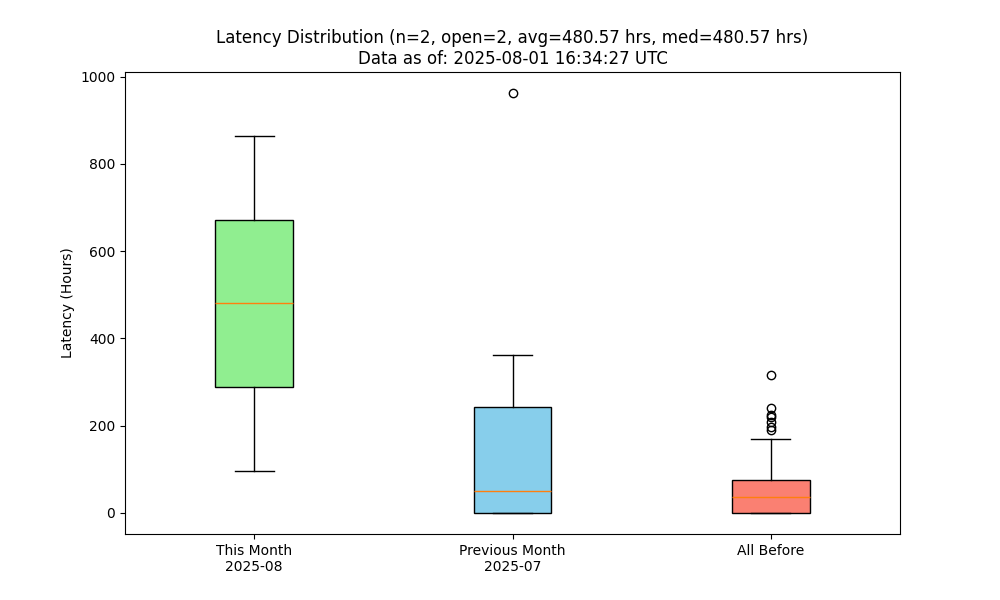 Latency Distribution (n=2, open=2, avg=480.57 hrs, med=480.57 hrs)
Data as of: 2025-08-01 16:34:27 UTC
Latency (Hours)
1000
800
600
400
200
0
This Month
2025-08
Previous Month
2025-07
All Before